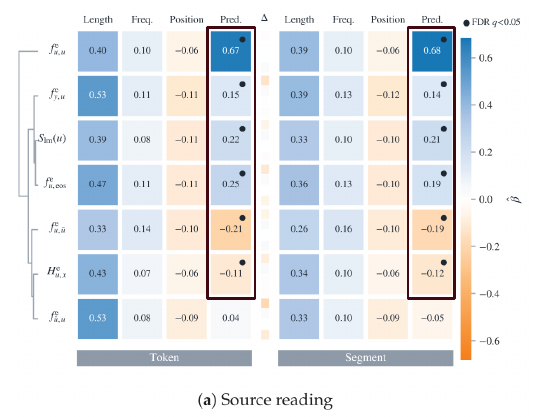 Length Freq. Position Pred. Δ Length Freq. Position Pred. ● FDR q<0.05
0.40 0.10 −0.06 0.67 0.39 0.10 −0.06 0.68
0.53 0.11 −0.11 0.15 0.39 0.13 −0.12 0.14
S_lm(u) 0.39 0.08 −0.11 0.22 0.33 0.10 −0.10 0.21
0.47 0.11 −0.11 0.25 0.36 0.13 −0.10 0.19
0.33 0.14 −0.10 −0.21 0.26 0.16 −0.10 −0.19
0.43 0.07 −0.06 −0.11 0.34 0.10 −0.06 −0.12
0.53 0.08 −0.09 0.04 0.33 0.10 −0.09 −0.05
Token Segment
0.6
0.4
0.2
0.0
−0.2
−0.4
−0.6
β̂
(a) Source reading